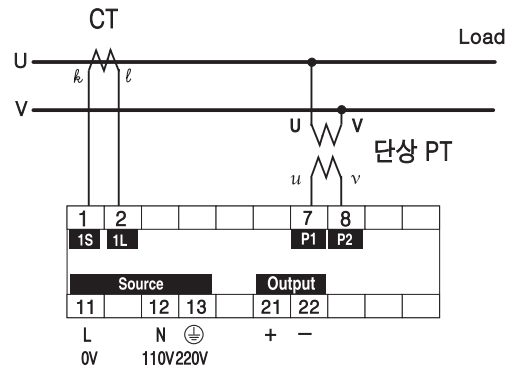 CT
Load
U
k l
V
U V
단상 PT
u v
1 2 7 8
1S 1L P1 P2
Source Output
11 12 13 21 22
L N + −
0V 110V 220V